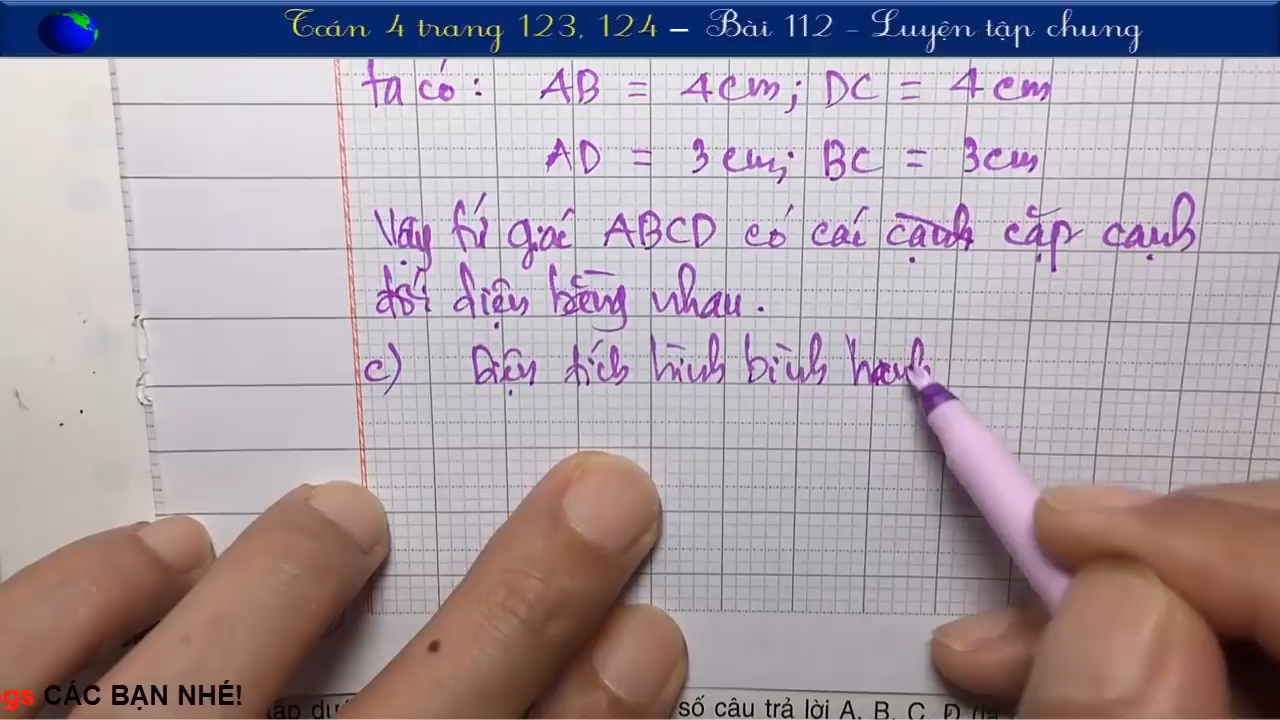 Toán 4 trang 123, 124 – Bài 112 - Luyện tập chung
ta có: AB = 4cm; DC = 4cm
AD = 3cm; BC = 3cm
Vậy tứ giác ABCD có các cạnh cặp cạnh
đối diện bằng nhau.
c) Diện tích hình bình hành
ogs CÁC BẠN NHÉ!
số câu trả lời A, B, C, D